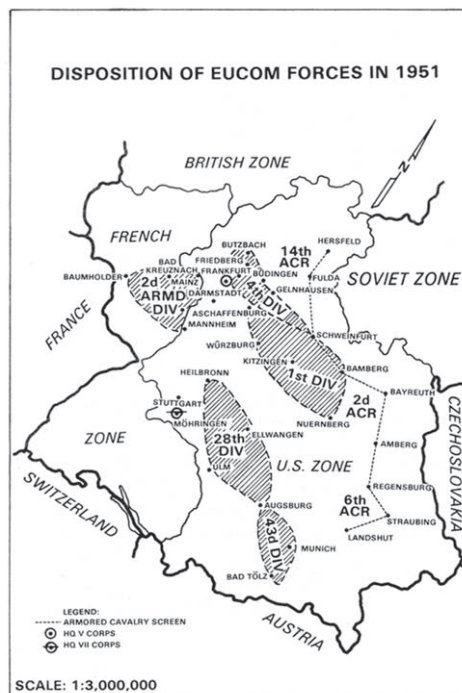 DISPOSITION OF EUCOM FORCES IN 1951
BRITISH ZONE
N
FRENCH
BUTZBACH
14th
ACR
HERSFELD
FRIEDBERG
BAD
KREUZNACH
FRANKFURT
BÜDINGEN
FULDA
SOVIET ZONE
BAUMHOLDER
MAINZ
GELNHAUSEN
2d
ARMD
DIV
4th DIV
DARMSTADT
FRANCE
ASCHAFFENBURG
MANNHEIM
SCHWEINFURT
WÜRZBURG
KITZINGEN
BAMBERG
1st DIV
HEILBRONN
2d
ACR
BAYREUTH
STUTTGART
NUERNBERG
CZECHOSLOVAKIA
MÖHRINGEN
ELLWANGEN
AMBERG
ZONE
28th
DIV
U.S. ZONE
ULM
REGENSBURG
SWITZERLAND
6th
ACR
AUGSBURG
STRAUBING
LANDSHUT
43d DIV
MUNICH
BAD TÖLZ
AUSTRIA
LEGEND:
ARMORED CAVALRY SCREEN
HQ V CORPS
HQ VII CORPS
SCALE: 1:3,000,000